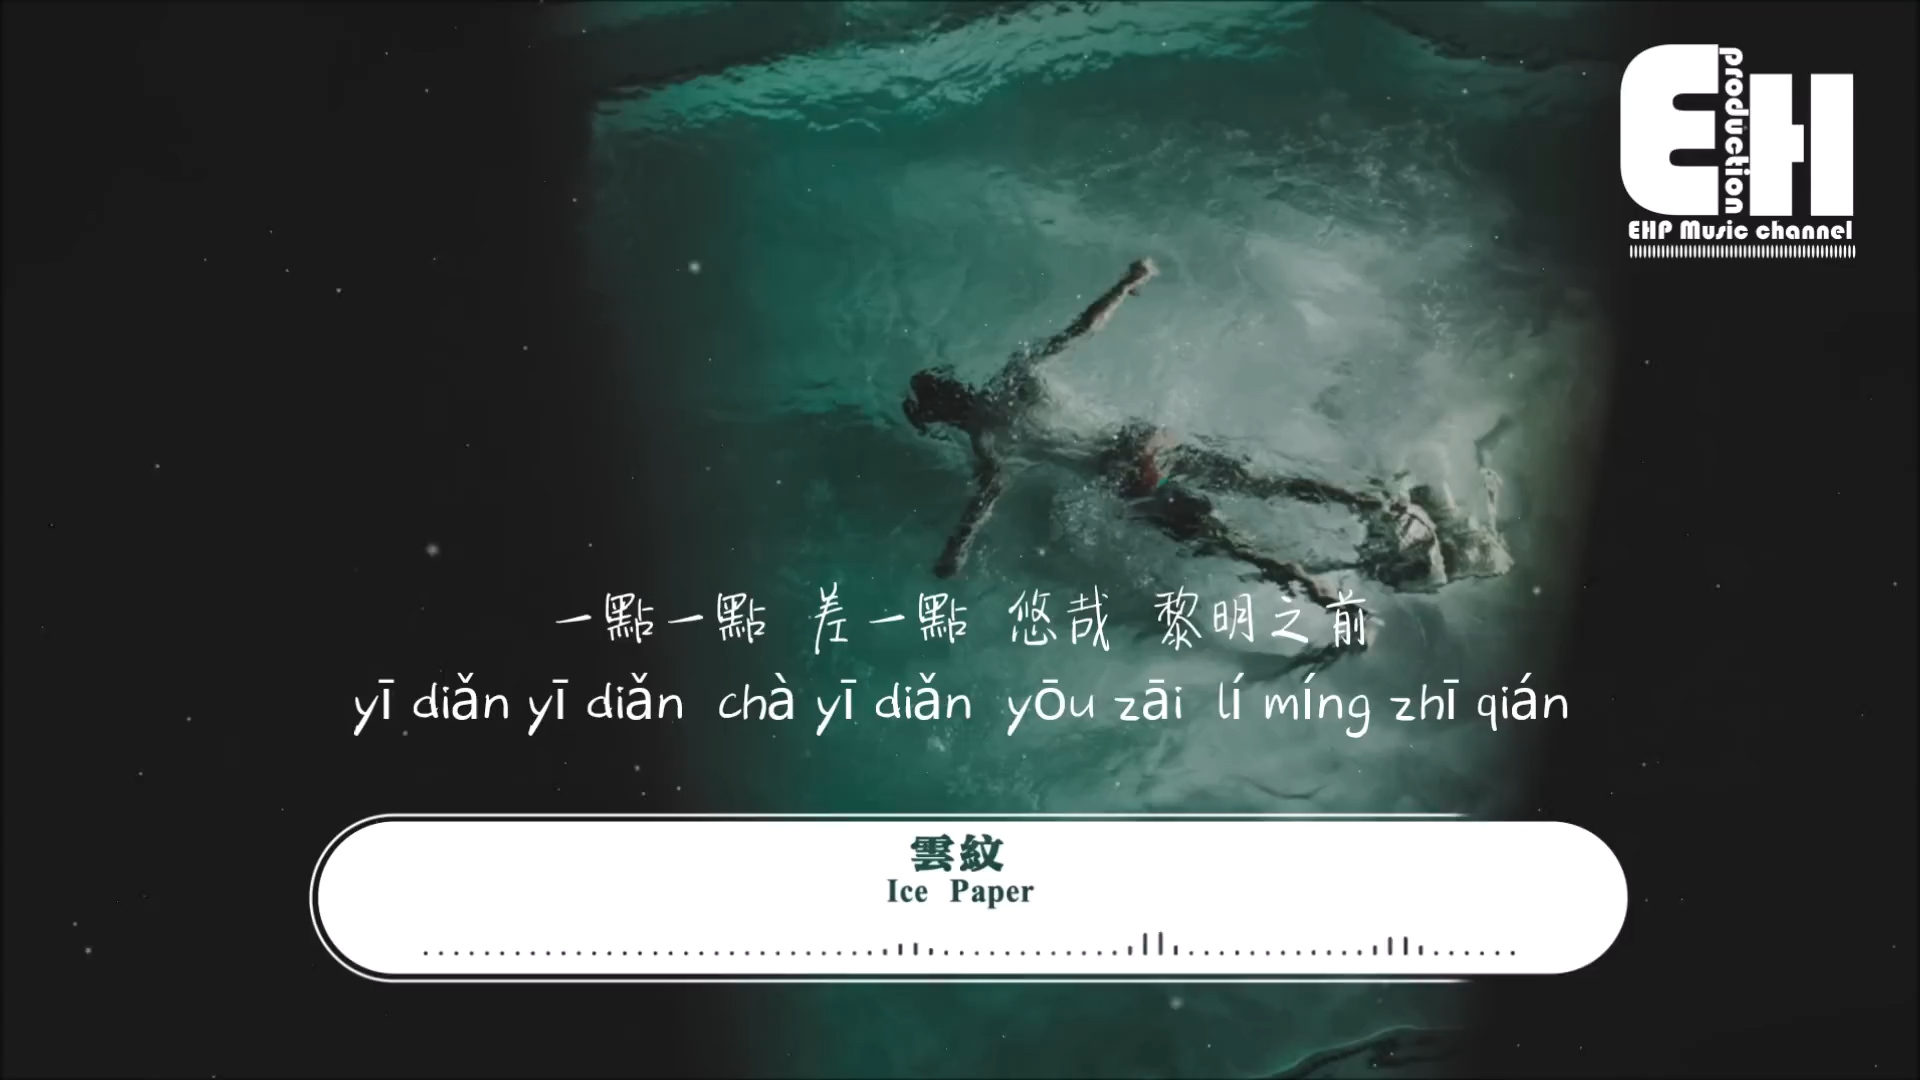 EH
production
EHP Music channel
一點一點 差一點 悠哉 黎明之前
yī diǎn yī diǎn chà yī diǎn yōu zāi lí míng zhī qián
雲紋
Ice Paper